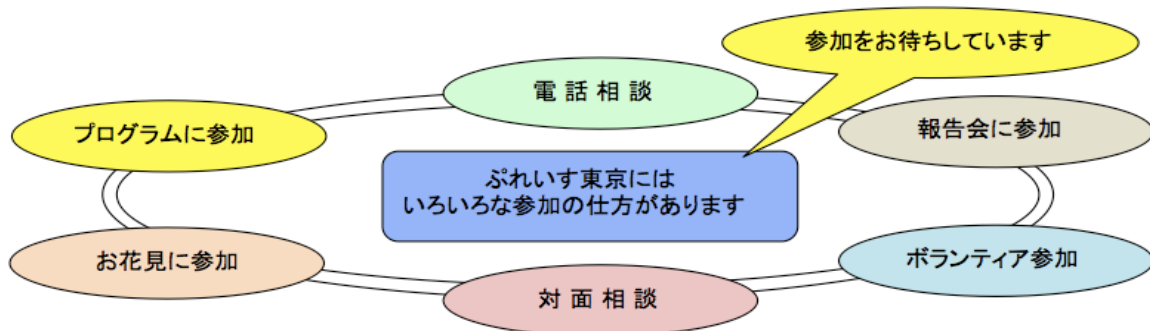 参加をお待ちしています
電 話 相 談
プログラムに参加
報告会に参加
ぷれいす東京には
いろいろな参加の仕方があります
お花見に参加
ボランティア参加
対 面 相 談